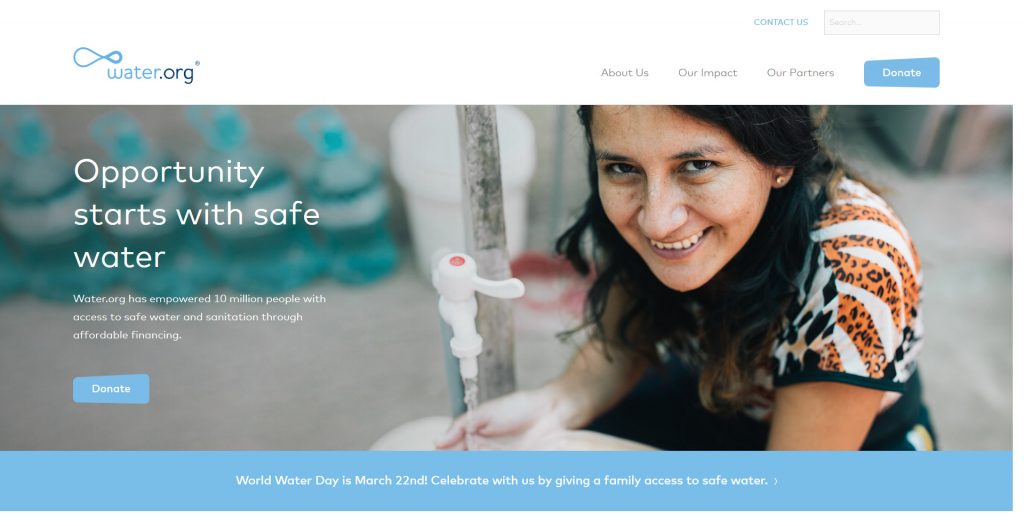 CONTACT US
Search...
water.org®
About Us
Our Impact
Our Partners
Donate
Opportunity
starts with safe
water
Water.org has empowered 10 million people with
access to safe water and sanitation through
affordable financing.
Donate
World Water Day is March 22nd! Celebrate with us by giving a family access to safe water. ›